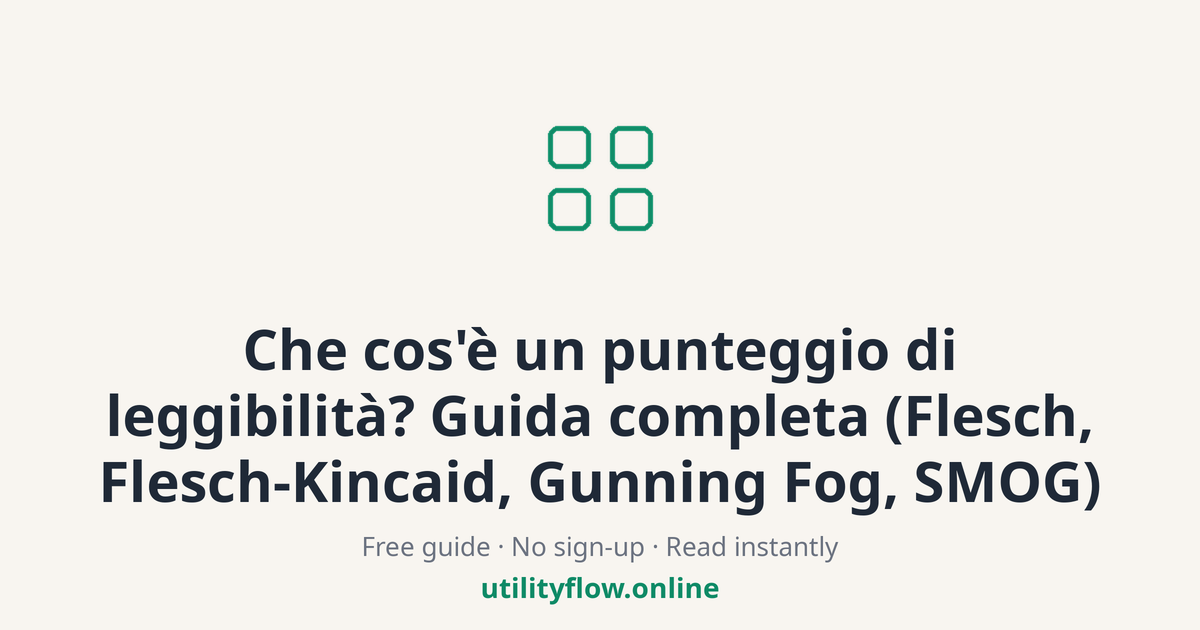 Che cos'è un punteggio di
leggibilità? Guida completa (Flesch,
Flesch-Kincaid, Gunning Fog, SMOG)
Free guide · No sign-up · Read instantly
utilityflow.online